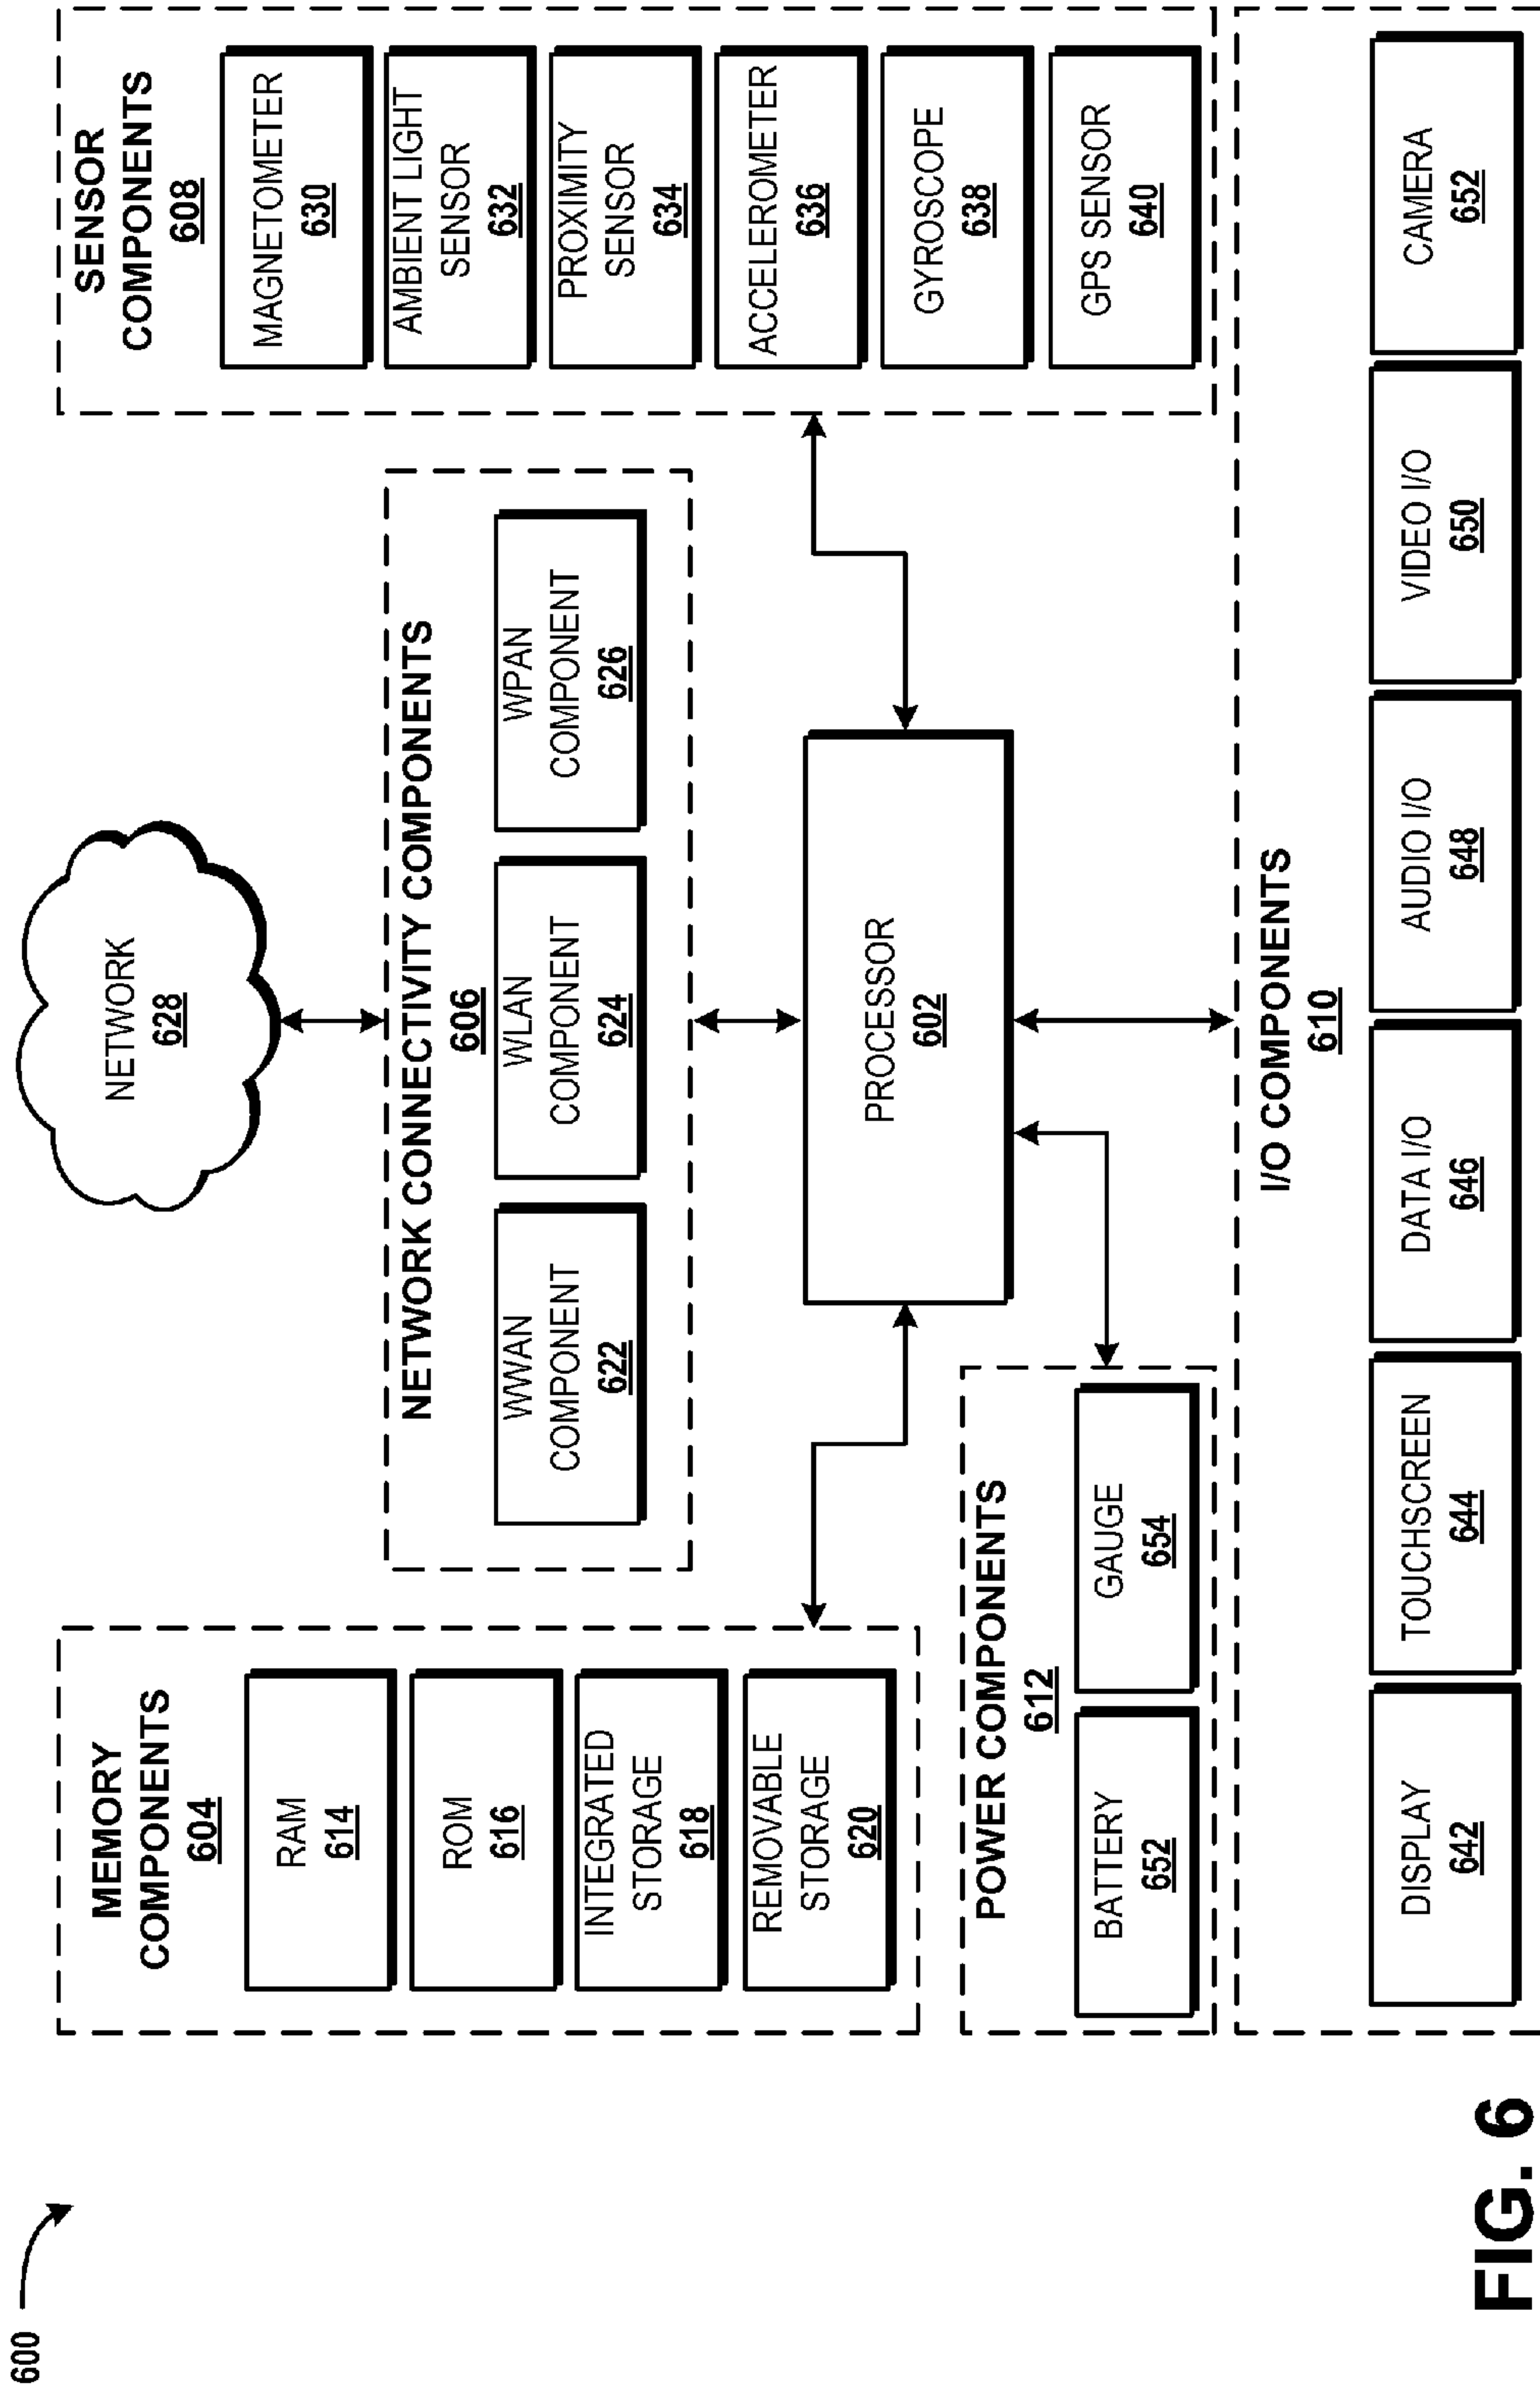 600
NETWORK
628
MEMORY
COMPONENTS
604
RAM
614
ROM
616
INTEGRATED
STORAGE
618
REMOVABLE
STORAGE
620
NETWORK CONNECTIVITY COMPONENTS
606
WWAN
COMPONENT
622
WLAN
COMPONENT
624
WPAN
COMPONENT
626
SENSOR
COMPONENTS
608
MAGNETOMETER
630
AMBIENT LIGHT
SENSOR
632
PROXIMITY
SENSOR
634
ACCELEROMETER
636
GYROSCOPE
638
GPS SENSOR
640
PROCESSOR
602
POWER COMPONENTS
612
BATTERY
652
GAUGE
654
I/O COMPONENTS
610
DISPLAY
642
TOUCHSCREEN
644
DATA I/O
646
AUDIO I/O
648
VIDEO I/O
650
CAMERA
652
FIG. 6